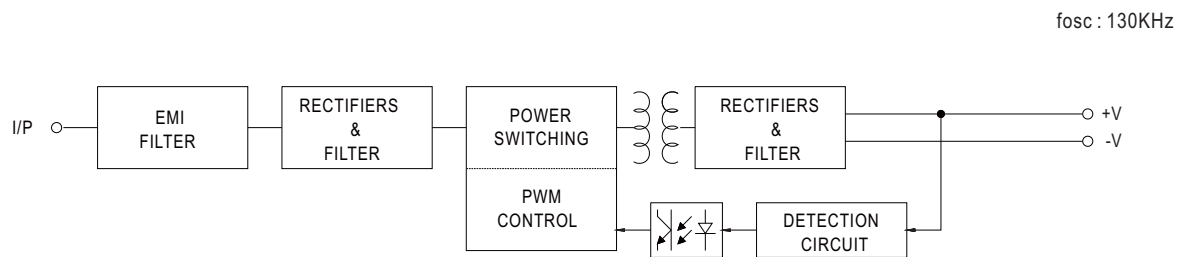 fosc : 130KHz
I/P
EMI
FILTER
RECTIFIERS
&
FILTER
POWER
SWITCHING
PWM
CONTROL
RECTIFIERS
&
FILTER
+V
-V
DETECTION
CIRCUIT